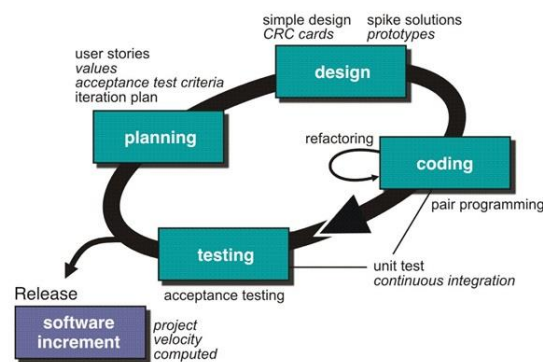 simple design
CRC cards
spike solutions
prototypes
user stories
values
acceptance test criteria
iteration plan
design
planning
refactoring
coding
pair programming
testing
unit test
continuous integration
acceptance testing
Release
software
increment
project
velocity
computed